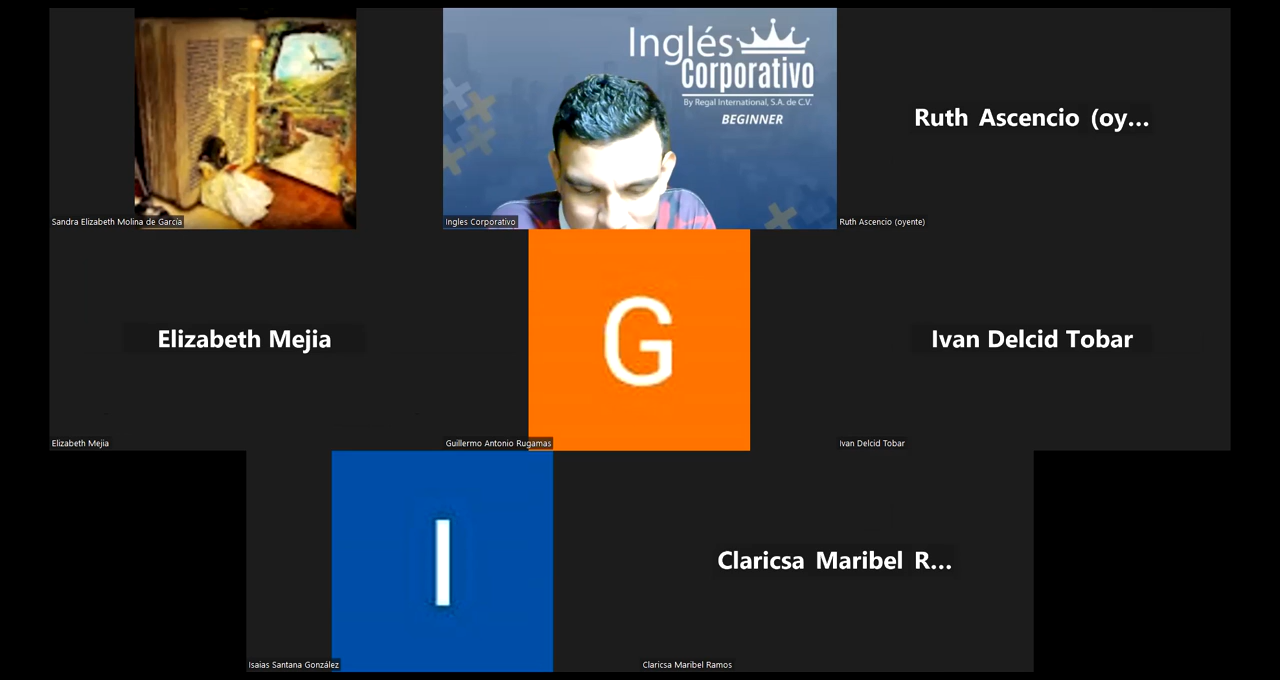 Inglés
Corporativo
By Regal International, S.A. de C.V.
BEGINNER
Ruth Ascencio (oy...
Sandra Elizabeth Molina de García
Ingles Corporativo
Ruth Ascencio (oyente)
Elizabeth Mejia
G
Ivan Delcid Tobar
Elizabeth Mejia
Guillermo Antonio Rugamas
Ivan Delcid Tobar
I
Claricsa Maribel R...
Isaias Santana González
Claricsa Maribel Ramos